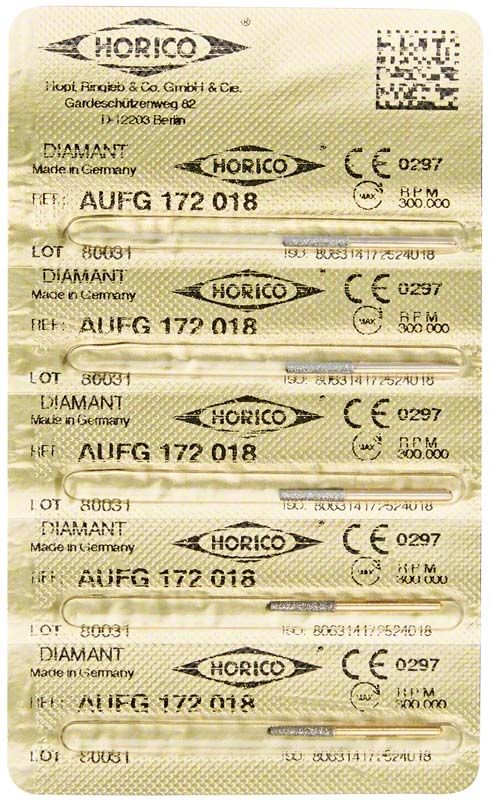 HORICO ®
Hopf, Ringleb & Co. GmbH & Cie.
Gardeschützenweg 82
D-12203 Berlin
DIAMANT
Made in Germany
HORICO ®
CE 0297
REF: AUFG 172 018
MAX
RPM
300.000
LOT 80031
ISO: 806314172524018
DIAMANT
Made in Germany
HORICO ®
CE 0297
REF: AUFG 172 018
MAX
RPM
300.000
LOT 80031
ISO: 806314172524018
DIAMANT
Made in Germany
HORICO ®
CE 0297
REF: AUFG 172 018
MAX
RPM
300.000
LOT 80031
ISO: 806314172524018
DIAMANT
Made in Germany
HORICO ®
CE 0297
REF: AUFG 172 018
MAX
RPM
300.000
LOT 80031
ISO: 806314172524018
DIAMANT
Made in Germany
HORICO ®
CE 0297
REF: AUFG 172 018
MAX
RPM
300.000
LOT 80031
ISO: 806314172524018